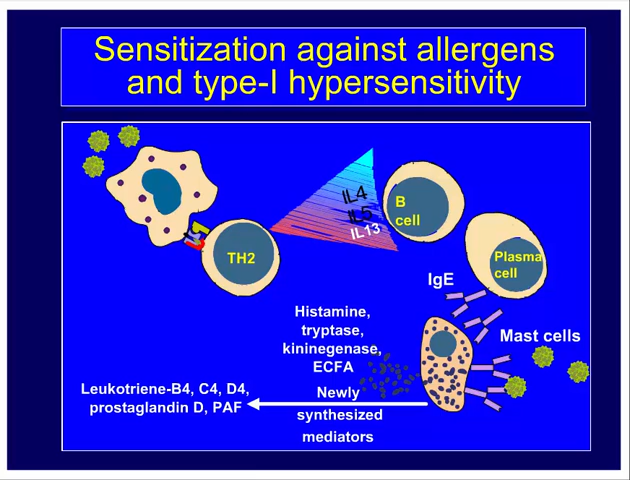 Sensitization against allergens
and type-I hypersensitivity
IL4
IL5
IL13
B
cell
TH2
Plasma
cell
IgE
Histamine,
tryptase,
kininegenase,
ECFA
Mast cells
Leukotriene-B4, C4, D4,
prostaglandin D, PAF
Newly
synthesized
mediators